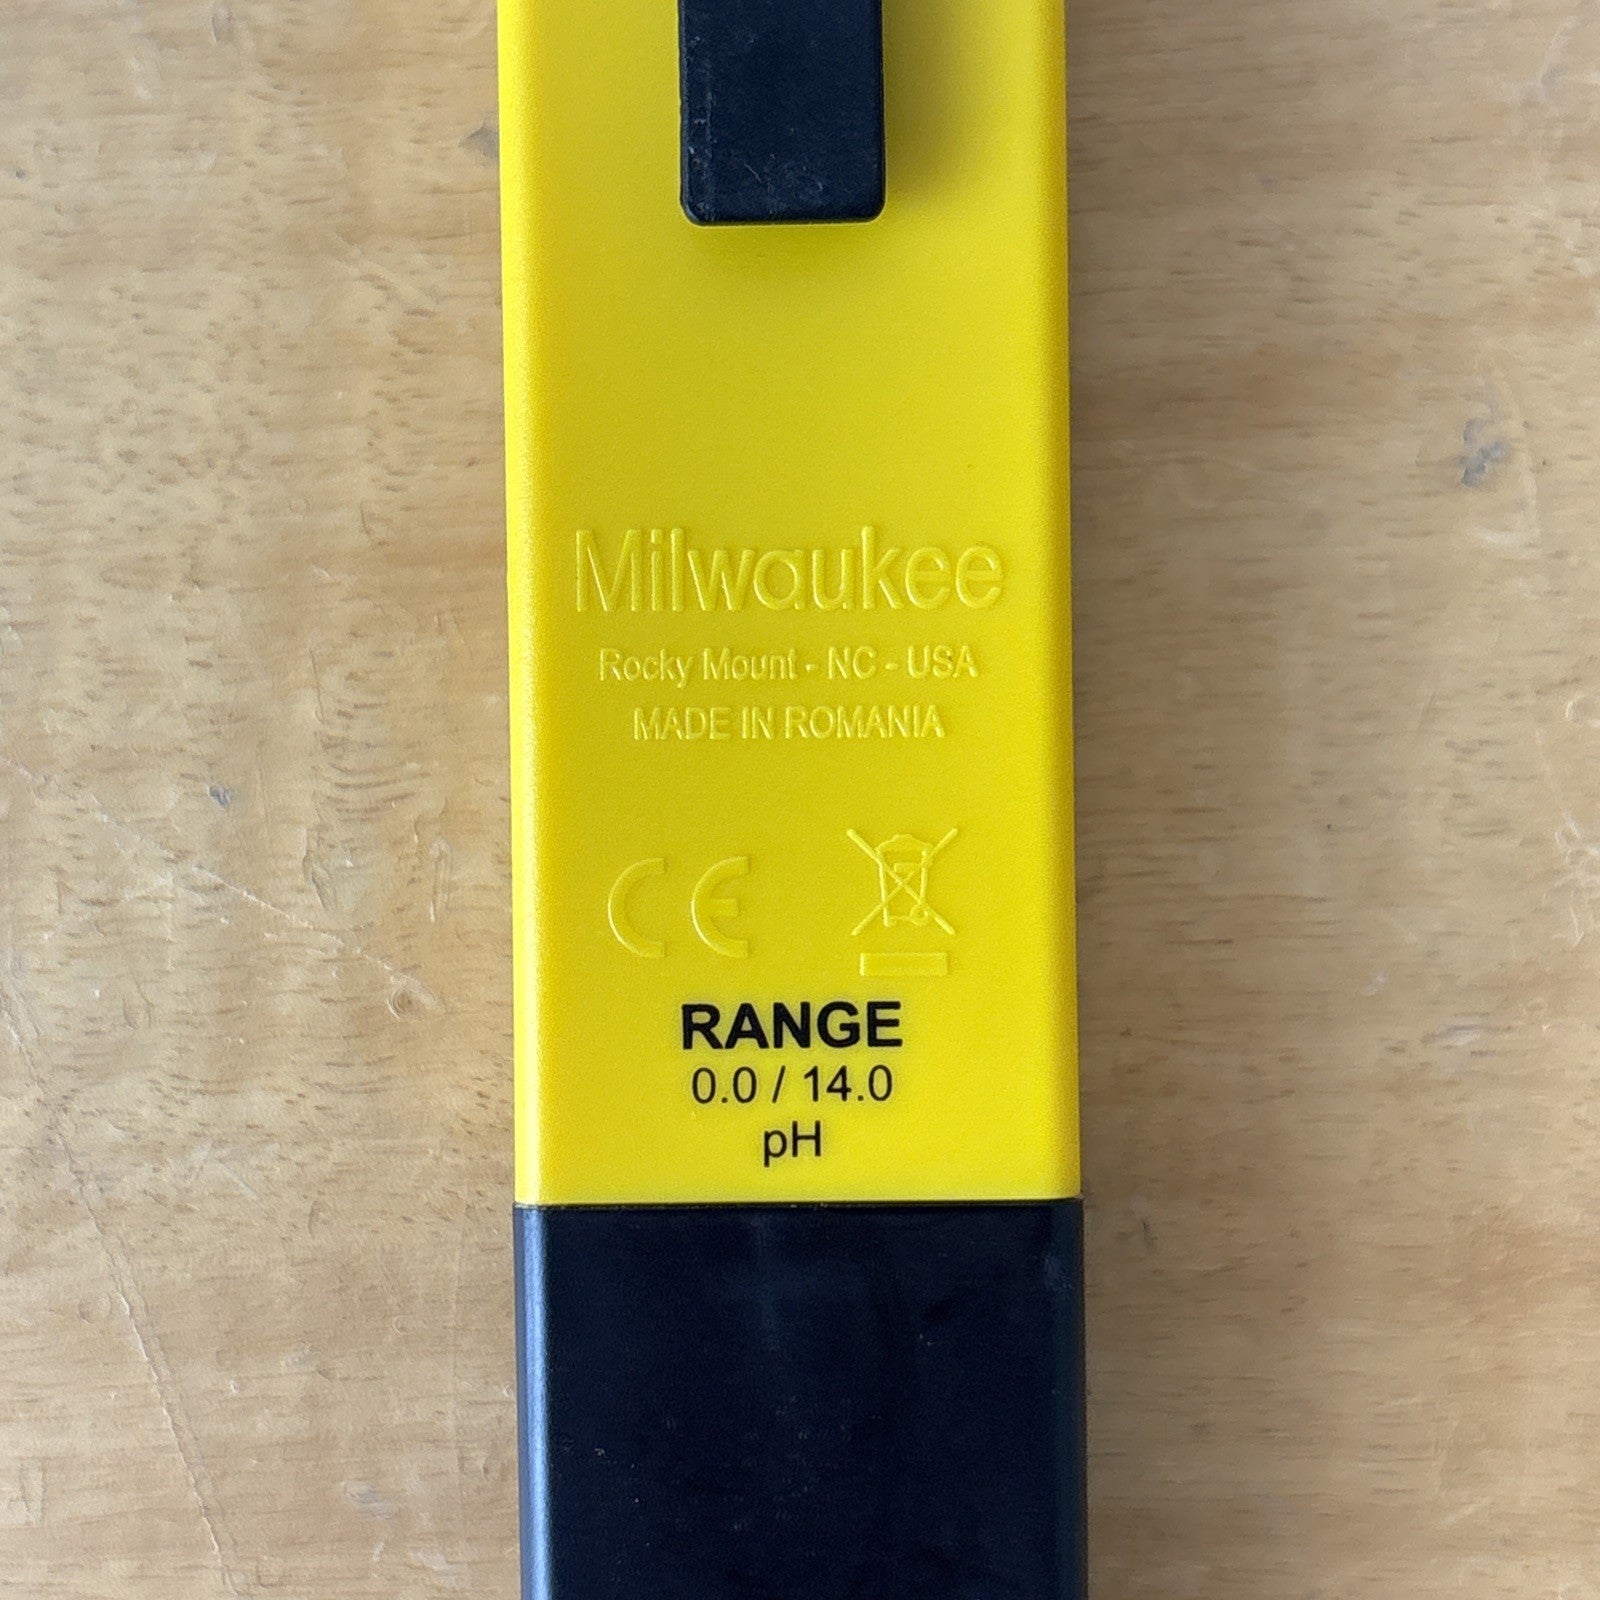 Milwaukee
Rocky Mount - NC - USA
MADE IN ROMANIA
CE
RANGE
0.0 / 14.0
pH